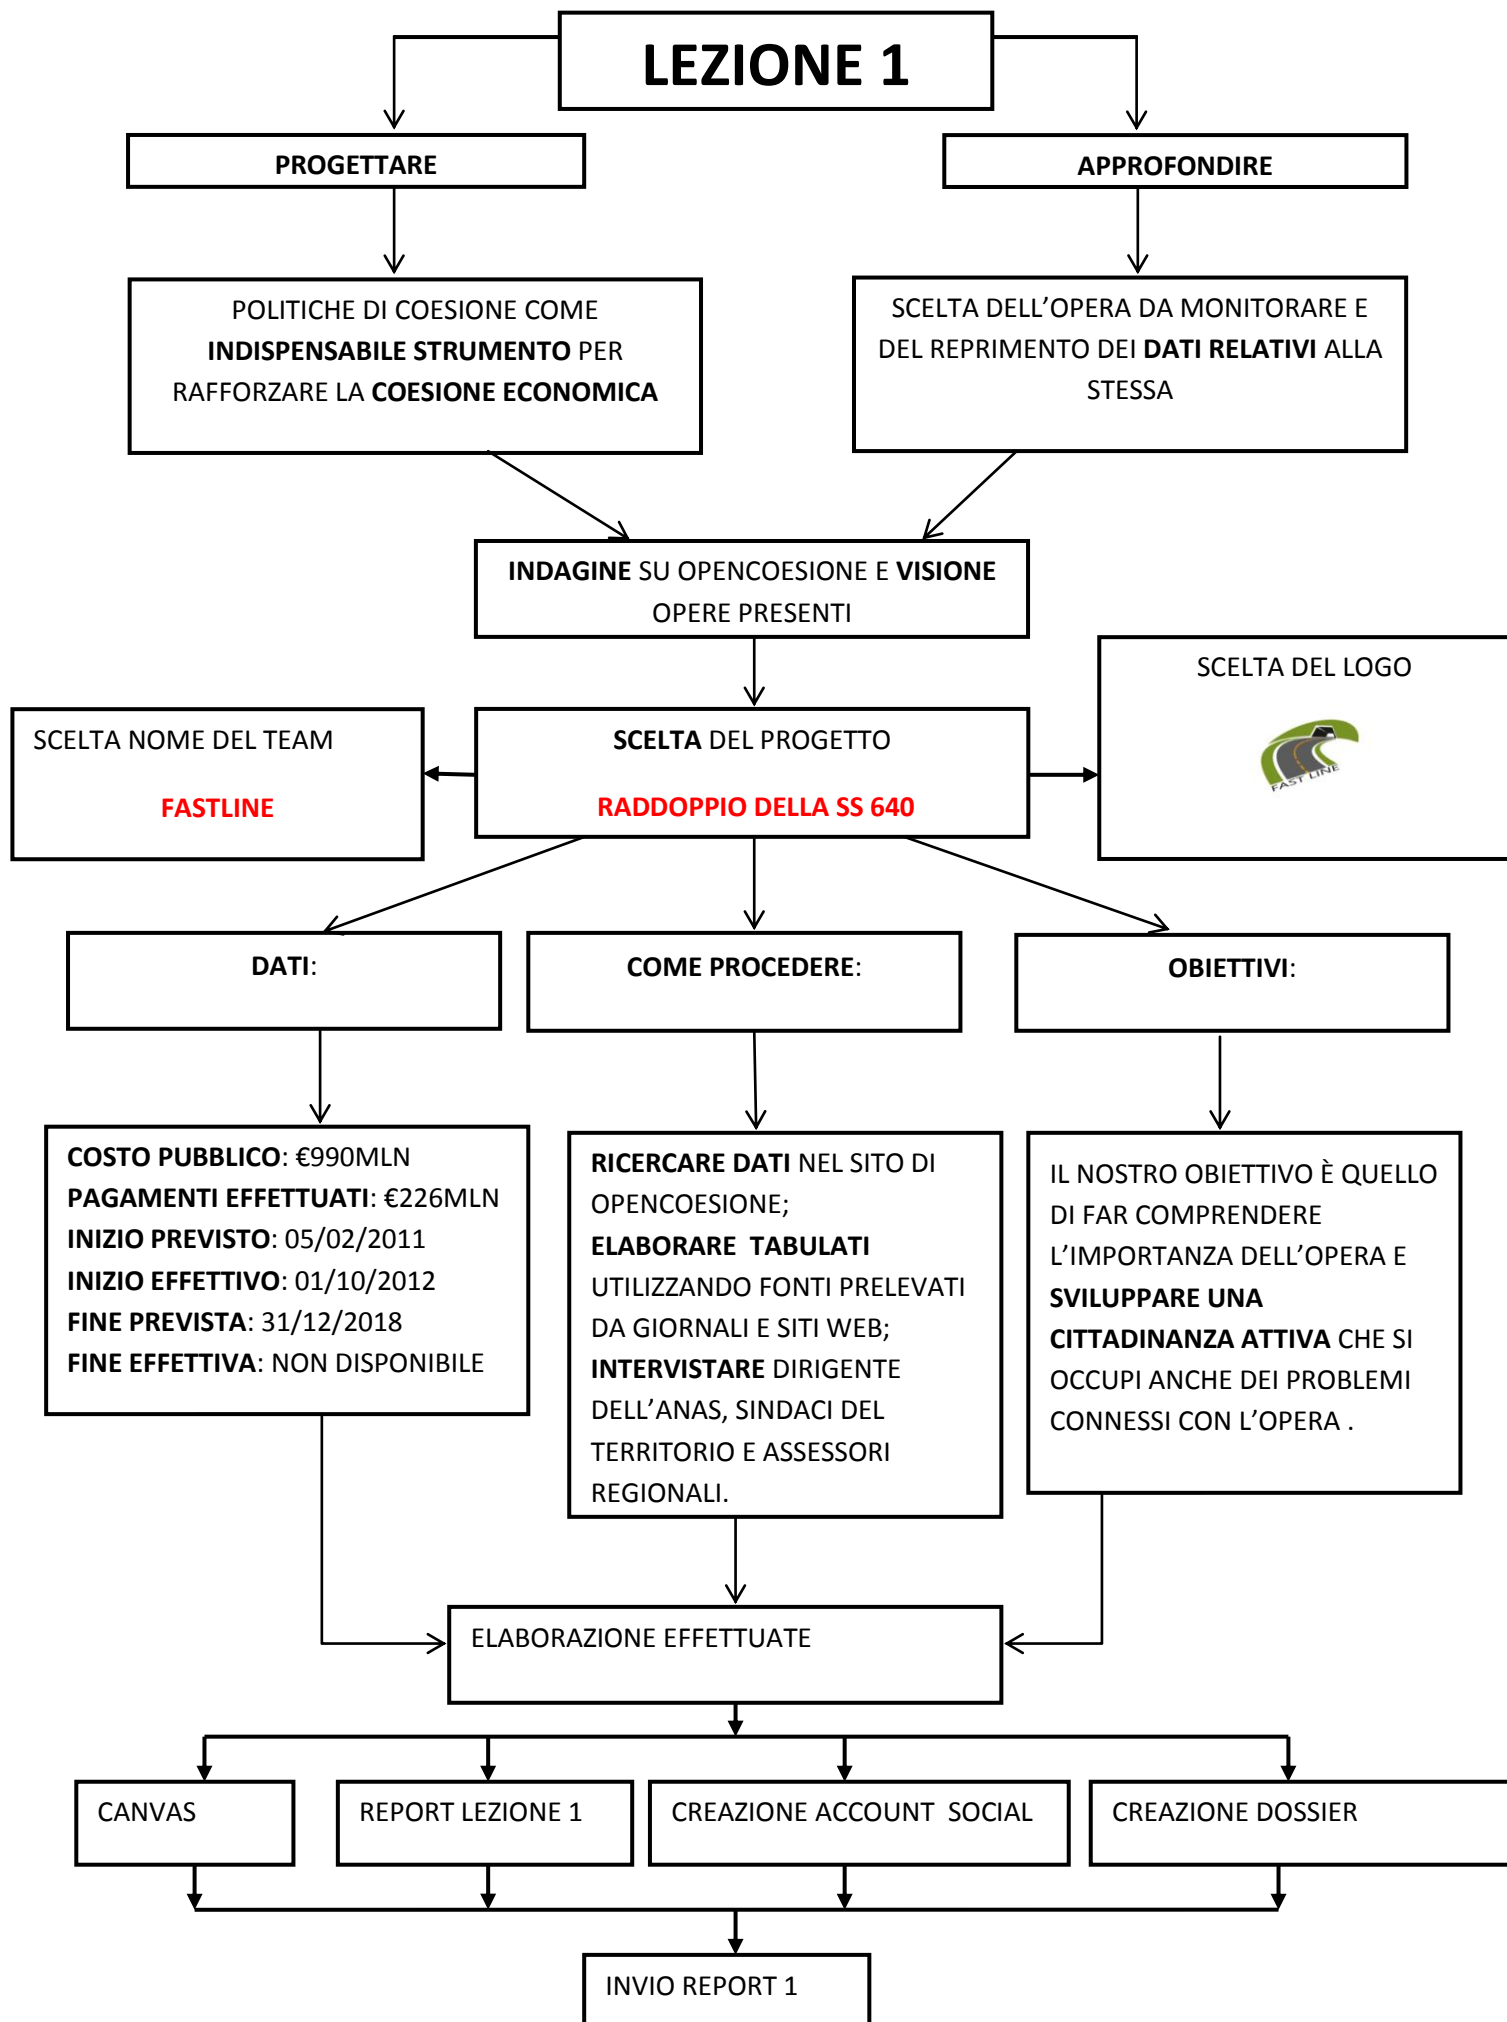 LEZIONE 1
PROGETTARE
APPROFONDIRE
POLITICHE DI COESIONE COME
INDISPENSABILE STRUMENTO PER
RAFFORZARE LA COESIONE ECONOMICA
SCELTA DELL’OPERA DA MONITORARE E
DEL REPRIMENTO DEI DATI RELATIVI ALLA
STESSA
INDAGINE SU OPENCOESIONE E VISIONE
OPERE PRESENTI
SCELTA NOME DEL TEAM
FASTLINE
SCELTA DEL PROGETTO
RADDOPPIO DELLA SS 640
SCELTA DEL LOGO
FAST LINE
DATI:
COME PROCEDERE:
OBIETTIVI:
COSTO PUBBLICO: €990MLN
PAGAMENTI EFFETTUATI: €226MLN
INIZIO PREVISTO: 05/02/2011
INIZIO EFFETTIVO: 01/10/2012
FINE PREVISTA: 31/12/2018
FINE EFFETTIVA: NON DISPONIBILE
RICERCARE DATI NEL SITO DI
OPENCOESIONE;
ELABORARE  TABULATI
UTILIZZANDO FONTI PRELEVATI
DA GIORNALI E SITI WEB;
INTERVISTARE DIRIGENTE
DELL’ANAS, SINDACI DEL
TERRITORIO E ASSESSORI
REGIONALI.
IL NOSTRO OBIETTIVO È QUELLO
DI FAR COMPRENDERE
L’IMPORTANZA DELL’OPERA E
SVILUPPARE UNA
CITTADINANZA ATTIVA CHE SI
OCCUPI ANCHE DEI PROBLEMI
CONNESSI CON L’OPERA .
ELABORAZIONE EFFETTUATE
CANVAS
REPORT LEZIONE 1
CREAZIONE ACCOUNT  SOCIAL
CREAZIONE DOSSIER
INVIO REPORT 1